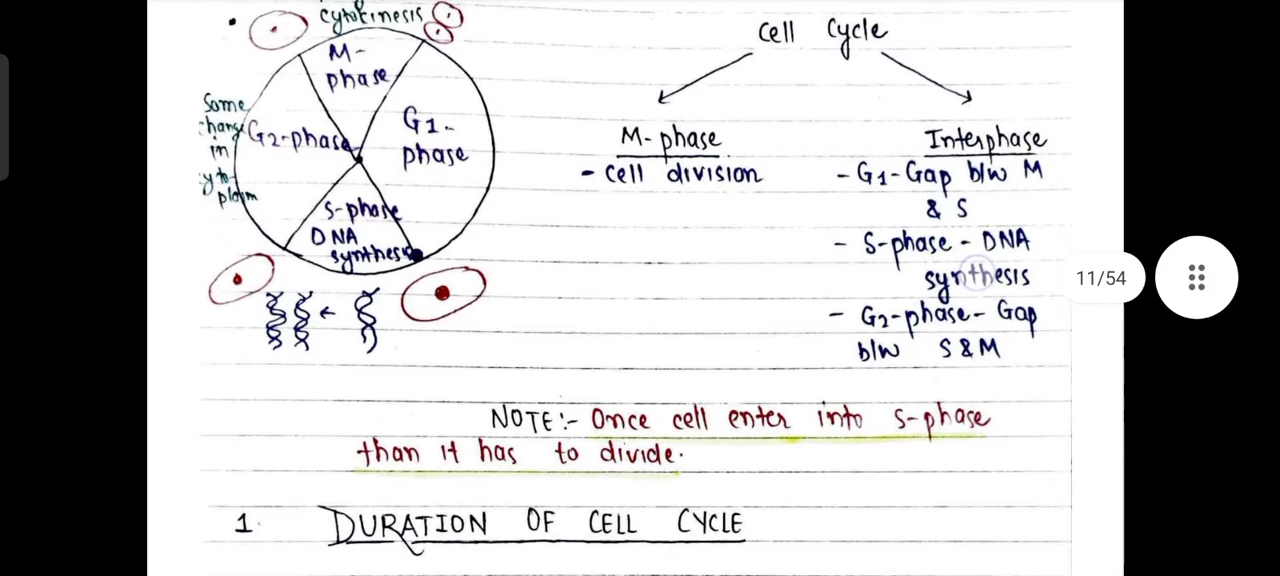 Cytokinesis
M-
phase
Some
change
in
cyto
plasm
G2-phase
G1-
phase
S-phase
DNA
synthesis
Cell Cycle
M-phase
- Cell division
Interphase
- G1-Gap b/w M
& S
- S-phase - DNA
synthesis
- G2-phase - Gap
b/w S & M
11/54
NOTE:- Once cell enter into S-phase
than it has to divide.
1. DURATION OF CELL CYCLE